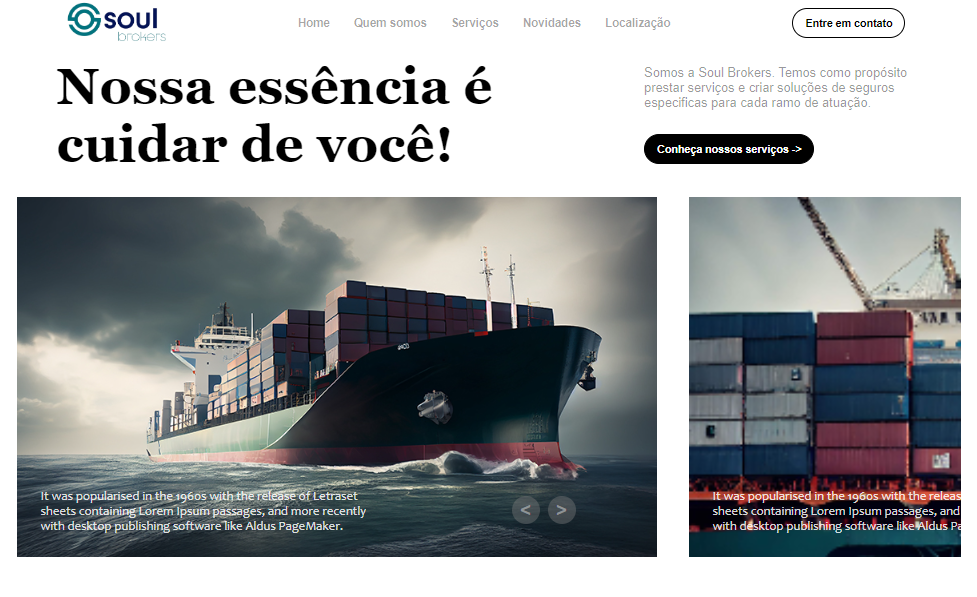 soul
brokers
Home Quem somos Serviços Novidades Localização
Entre em contato
Nossa essência é
cuidar de você!
Somos a Soul Brokers. Temos como propósito
prestar serviços e criar soluções de seguros
especificas para cada ramo de atuação.
Conheça nossos serviços ->
It was popularised in the 1960s with the release of Letraset
sheets containing Lorem Ipsum passages, and more recently
with desktop publishing software like Aldus PageMaker.
< >
It was popularised in the 1960s with the releas
sheets containing Lorem Ipsum passages, and
with desktop publishing software like Aldus Pa